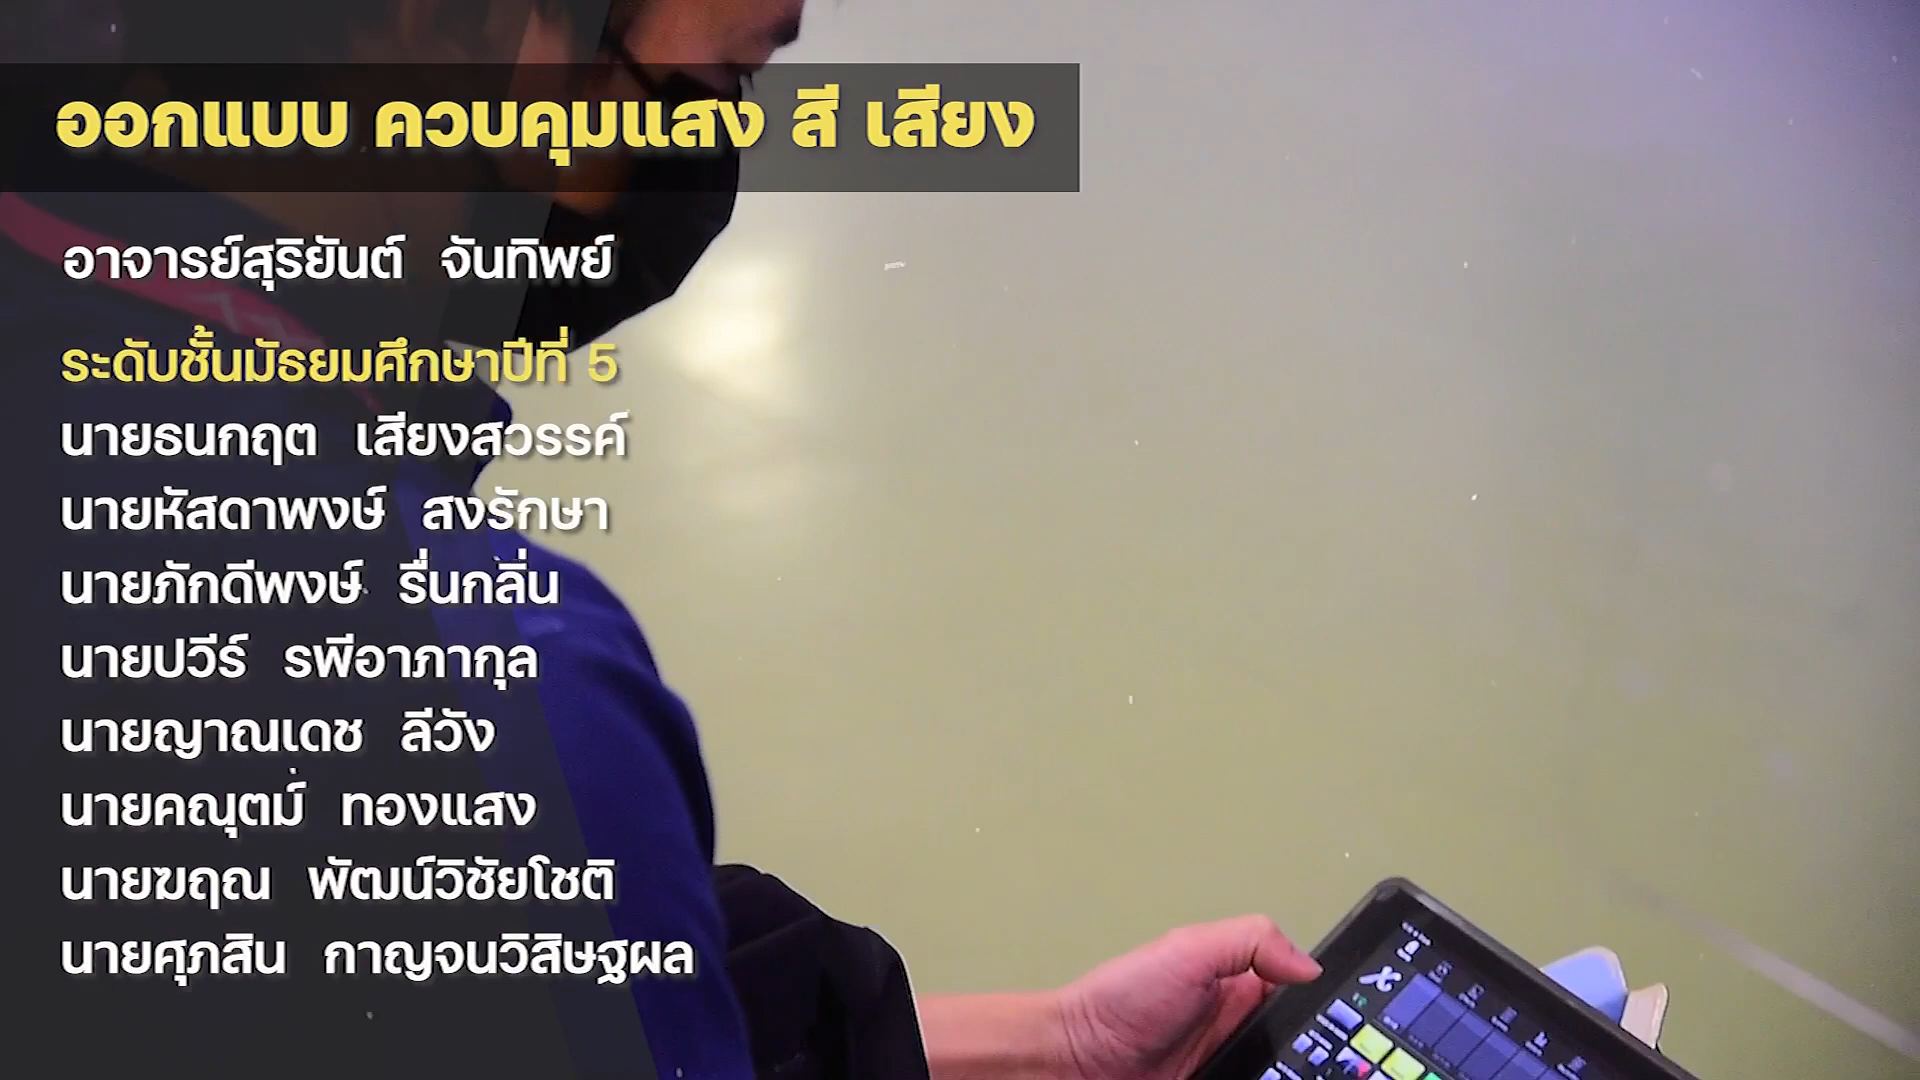 ออกแบบ ควบคุมแสง สี เสียง
อาจารย์สุริยันต์ จันทิพย์
ระดับชั้นมัธยมศึกษาปีที่ 5
นายธนกฤต เสียงสวรรค์
นายหัสดาพงษ์ สงรักษา
นายภักดีพงษ์ รื่นกลิ่น
นายปวีร์ รพีอาภากุล
นายญาณเดช ลีวัง
นายคณุตม์ ทองแสง
นายฆฤณ พัฒน์วิชัยโชติ
นายศุภสิน กาญจนวิสิษฐผล